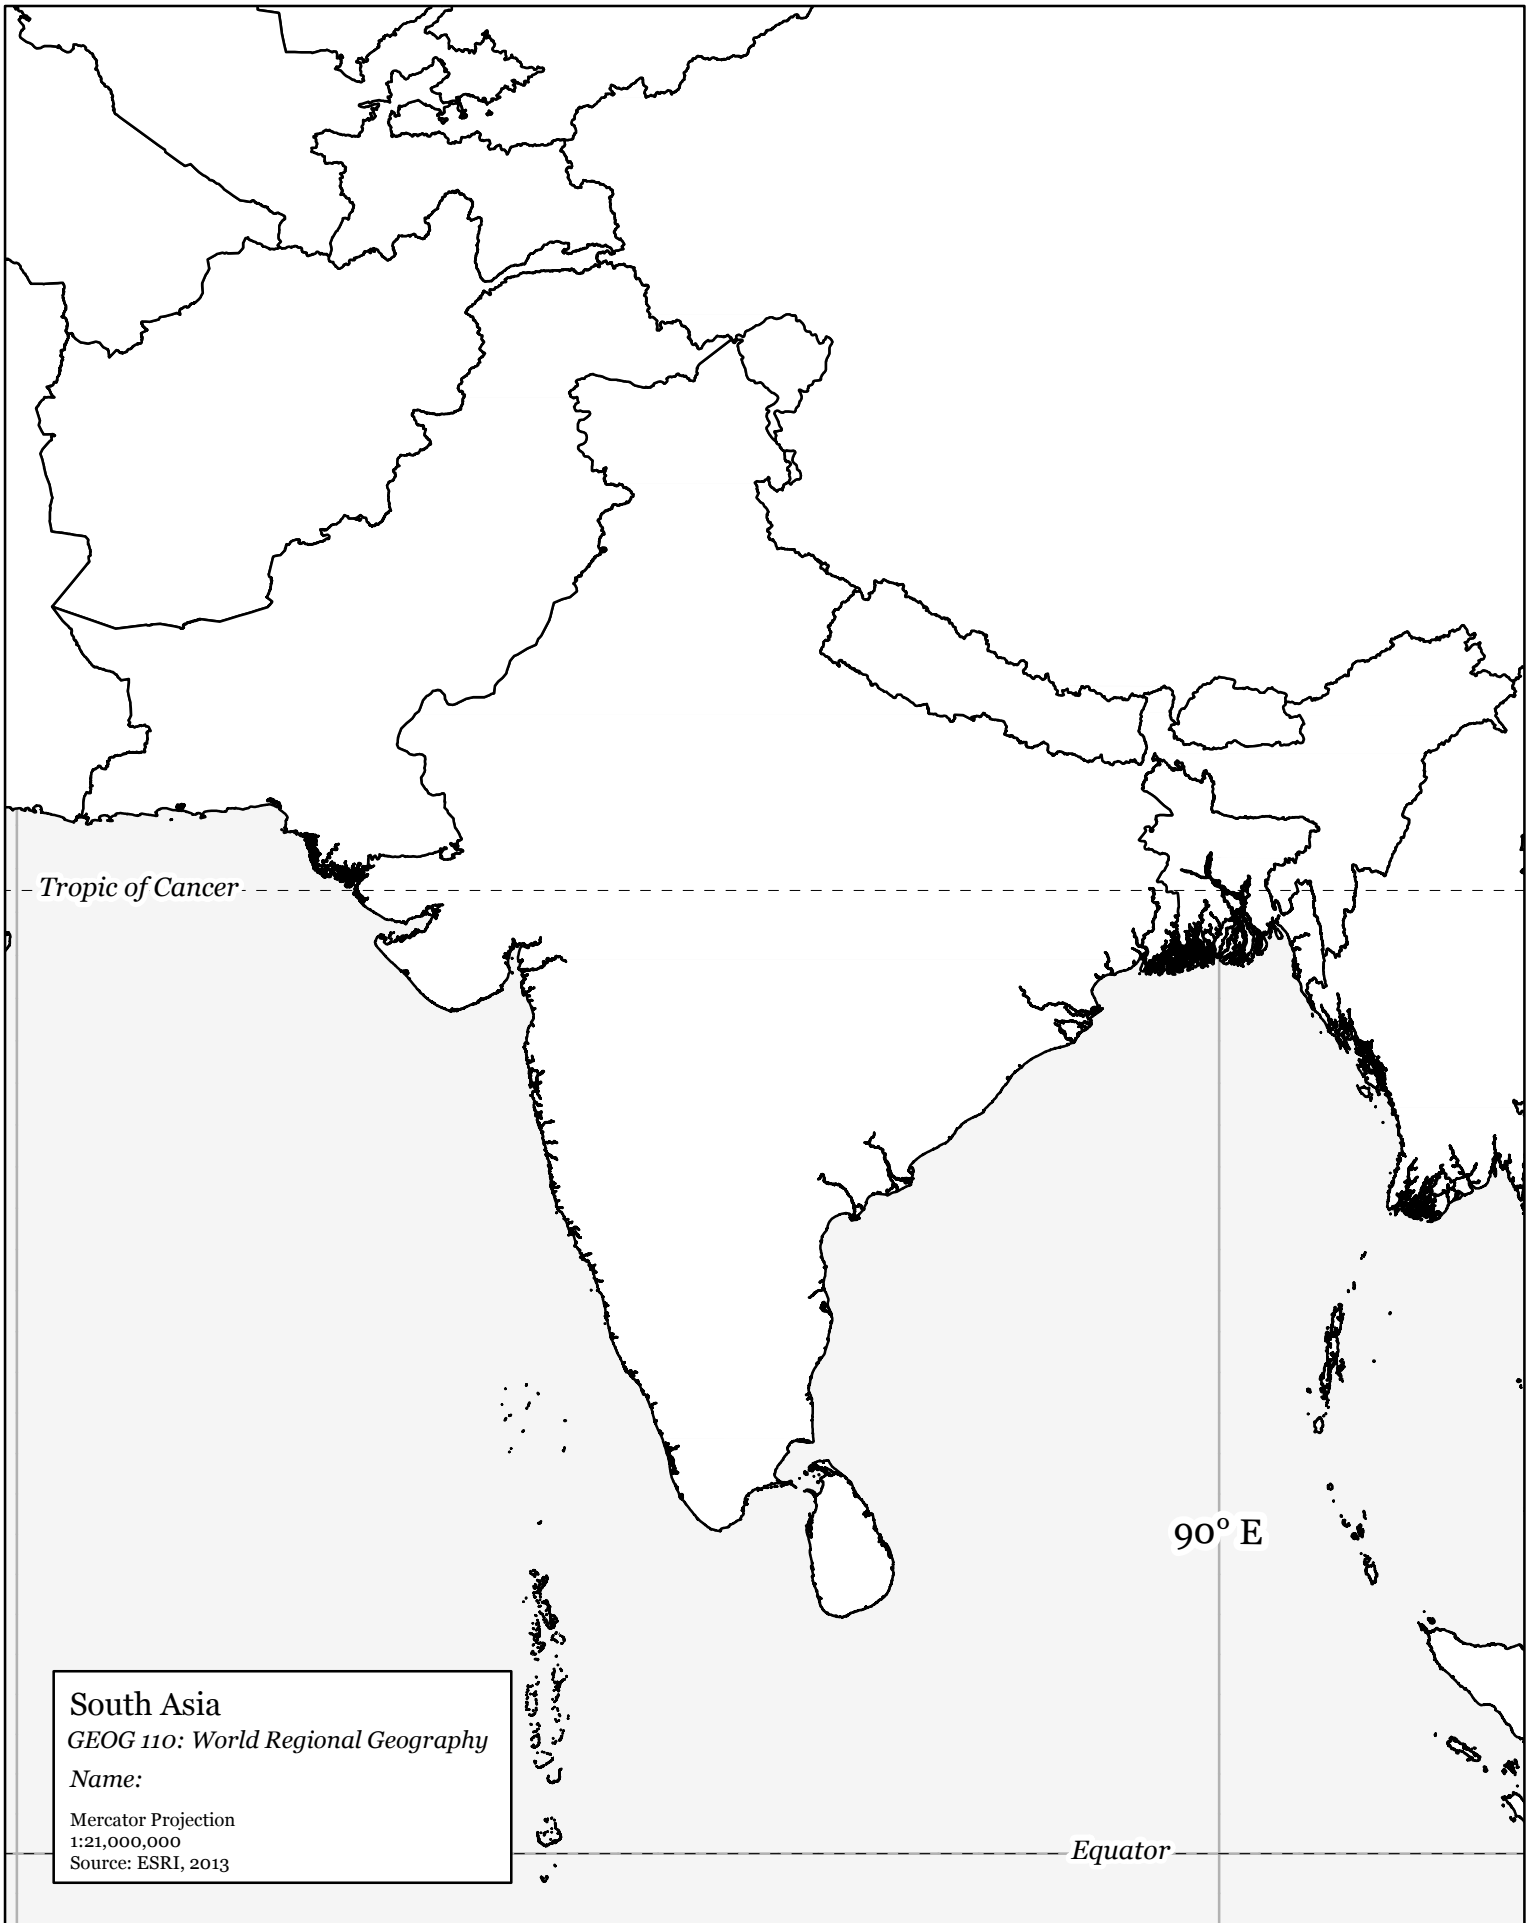 Tropic of Cancer
90° E
South Asia
GEOG 110: World Regional Geography
Name:
Mercator Projection
1:21,000,000
Source: ESRI, 2013
Equator